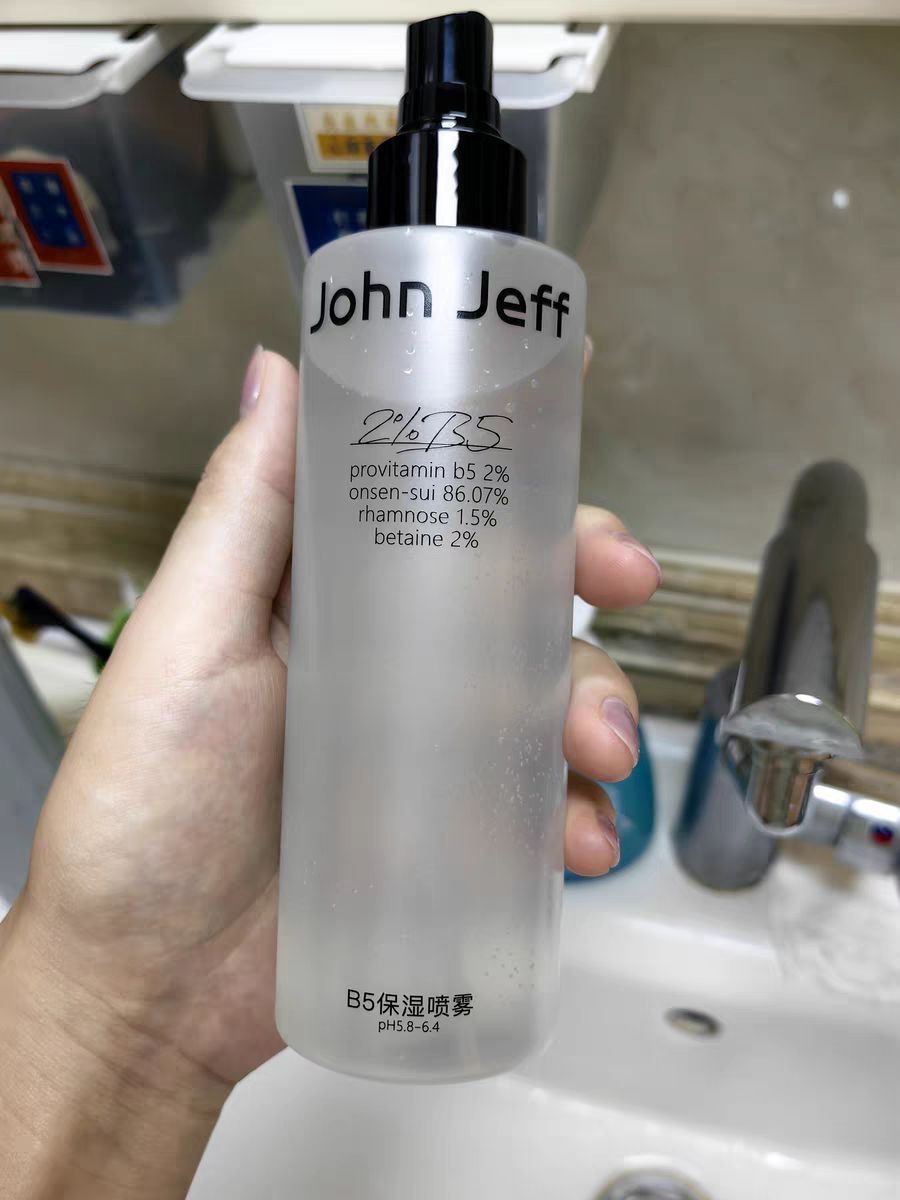 John Jeff
2%B5
provitamin b5 2%
onsen-sui 86.07%
rhamnose 1.5%
betaine 2%
B5保湿喷雾
pH5.8-6.4